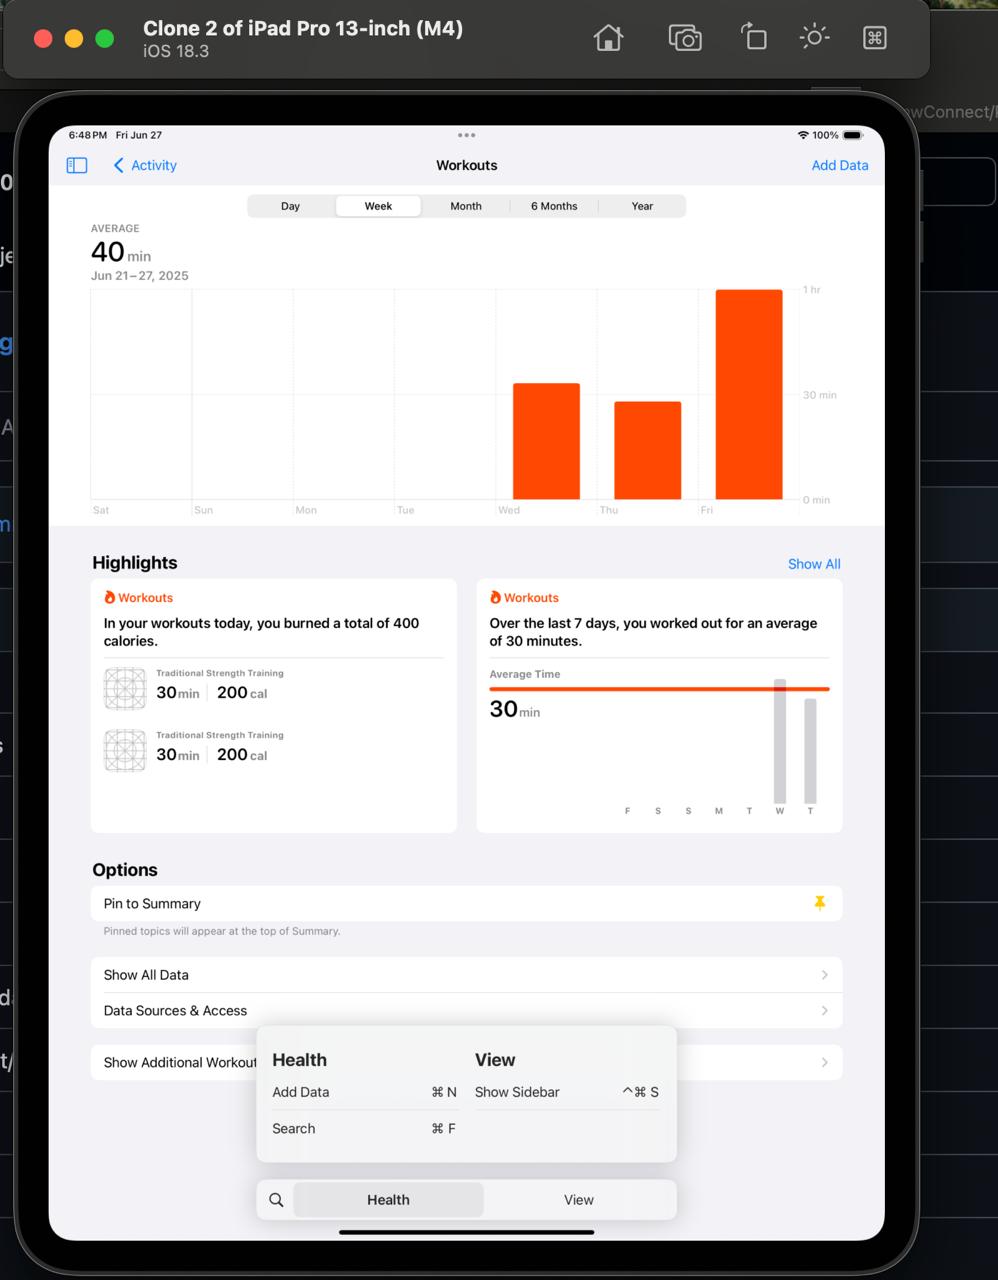 Clone 2 of iPad Pro 13-inch (M4)
iOS 18.3
6:48 PM Fri Jun 27
100%
Activity
Workouts
Add Data
Day
Week
Month
6 Months
Year
AVERAGE
40 min
Jun 21–27, 2025
1 hr
30 min
0 min
Sat
Sun
Mon
Tue
Wed
Thu
Fri
Highlights
Show All
Workouts
In your workouts today, you burned a total of 400
calories.
Traditional Strength Training
30 min 200 cal
Traditional Strength Training
30 min 200 cal
Workouts
Over the last 7 days, you worked out for an average
of 30 minutes.
Average Time
30 min
F S S M T W T
Options
Pin to Summary
Pinned topics will appear at the top of Summary.
Show All Data
Data Sources & Access
Show Additional Workout
Health
Add Data ⌘ N
Search ⌘ F
View
Show Sidebar ^⌘ S
Health
View